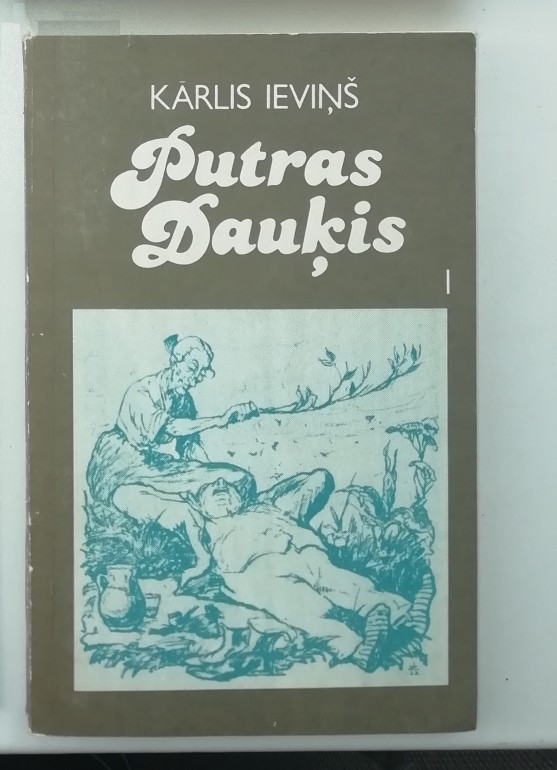 KĀRLIS IEVIŅŠ
Putras
Dauķis
I